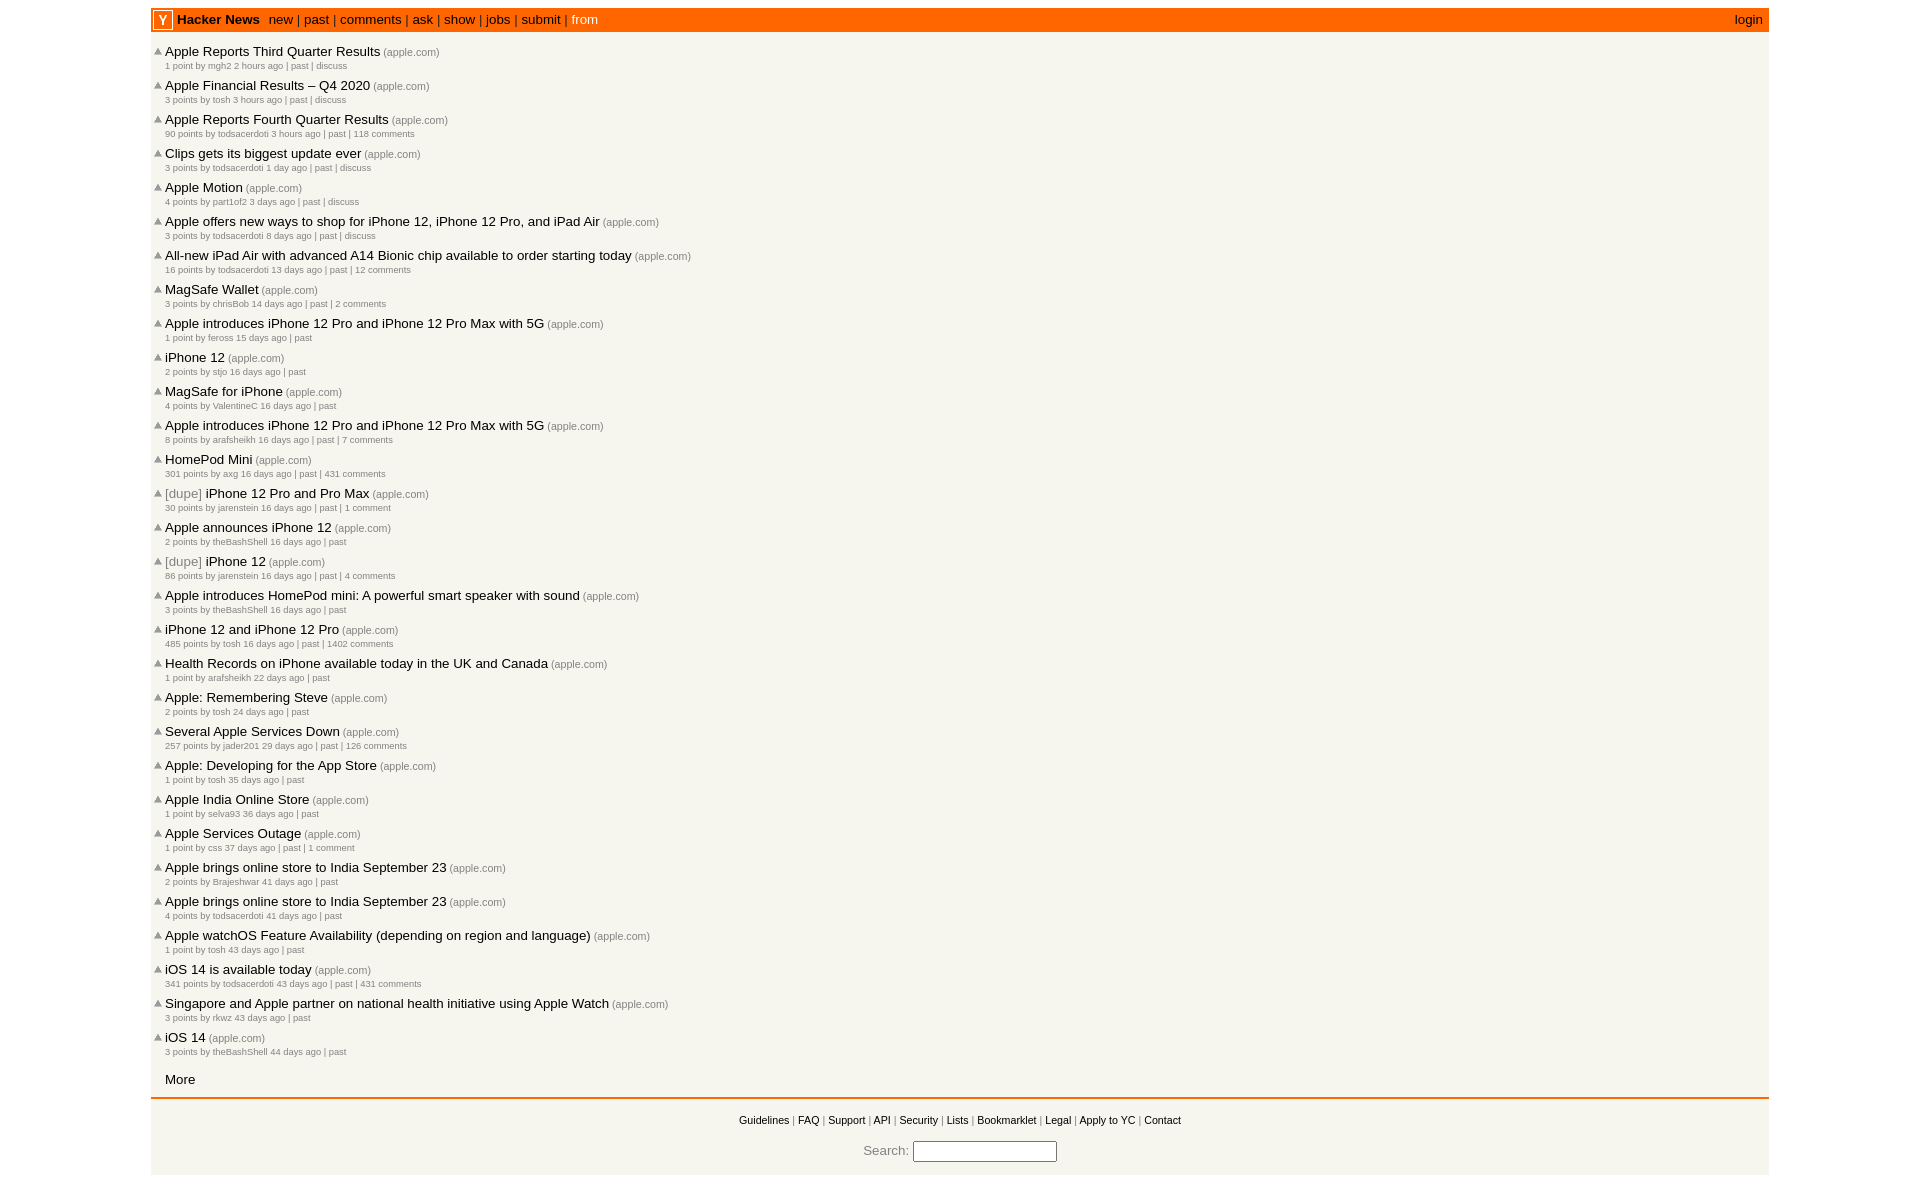 Y Hacker News new | past | comments | ask | show | jobs | submit | from login
Apple Reports Third Quarter Results (apple.com)
1 point by mgh2 2 hours ago | past | discuss
Apple Financial Results – Q4 2020 (apple.com)
3 points by tosh 3 hours ago | past | discuss
Apple Reports Fourth Quarter Results (apple.com)
90 points by todsacerdoti 3 hours ago | past | 118 comments
Clips gets its biggest update ever (apple.com)
3 points by todsacerdoti 1 day ago | past | discuss
Apple Motion (apple.com)
4 points by part1of2 3 days ago | past | discuss
Apple offers new ways to shop for iPhone 12, iPhone 12 Pro, and iPad Air (apple.com)
3 points by todsacerdoti 8 days ago | past | discuss
All-new iPad Air with advanced A14 Bionic chip available to order starting today (apple.com)
16 points by todsacerdoti 13 days ago | past | 12 comments
MagSafe Wallet (apple.com)
3 points by chrisBob 14 days ago | past | 2 comments
Apple introduces iPhone 12 Pro and iPhone 12 Pro Max with 5G (apple.com)
1 point by feross 15 days ago | past
iPhone 12 (apple.com)
2 points by stjo 16 days ago | past
MagSafe for iPhone (apple.com)
4 points by ValentineC 16 days ago | past
Apple introduces iPhone 12 Pro and iPhone 12 Pro Max with 5G (apple.com)
8 points by arafsheikh 16 days ago | past | 7 comments
HomePod Mini (apple.com)
301 points by axg 16 days ago | past | 431 comments
[dupe] iPhone 12 Pro and Pro Max (apple.com)
30 points by jarenstein 16 days ago | past | 1 comment
Apple announces iPhone 12 (apple.com)
2 points by theBashShell 16 days ago | past
[dupe] iPhone 12 (apple.com)
86 points by jarenstein 16 days ago | past | 4 comments
Apple introduces HomePod mini: A powerful smart speaker with sound (apple.com)
3 points by theBashShell 16 days ago | past
iPhone 12 and iPhone 12 Pro (apple.com)
485 points by tosh 16 days ago | past | 1402 comments
Health Records on iPhone available today in the UK and Canada (apple.com)
1 point by arafsheikh 22 days ago | past
Apple: Remembering Steve (apple.com)
2 points by tosh 24 days ago | past
Several Apple Services Down (apple.com)
257 points by jader201 29 days ago | past | 126 comments
Apple: Developing for the App Store (apple.com)
1 point by tosh 35 days ago | past
Apple India Online Store (apple.com)
1 point by selva93 36 days ago | past
Apple Services Outage (apple.com)
1 point by css 37 days ago | past | 1 comment
Apple brings online store to India September 23 (apple.com)
2 points by Brajeshwar 41 days ago | past
Apple brings online store to India September 23 (apple.com)
4 points by todsacerdoti 41 days ago | past
Apple watchOS Feature Availability (depending on region and language) (apple.com)
1 point by tosh 43 days ago | past
iOS 14 is available today (apple.com)
341 points by todsacerdoti 43 days ago | past | 431 comments
Singapore and Apple partner on national health initiative using Apple Watch (apple.com)
3 points by rkwz 43 days ago | past
iOS 14 (apple.com)
3 points by theBashShell 44 days ago | past
More
Guidelines | FAQ | Support | API | Security | Lists | Bookmarklet | Legal | Apply to YC | Contact
Search: